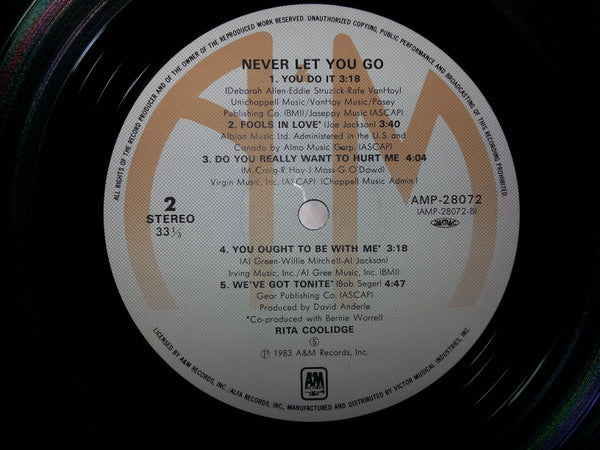 ALL RIGHTS OF THE RECORD PRODUCER AND OF THE OWNER OF THE REPRODUCED WORK RESERVED. UNAUTHORIZED COPYING, PUBLIC PERFORMANCE AND BROADCASTING OF THIS RECORDING PROHIBITED
NEVER LET YOU GO
1. YOU DO IT 3:18
(Deborah Allen-Eddie Struzick-Rafe VanHoy)
Unichappell Music/VanHoy Music/Posey
Publishing Co. (BMI)/Jaseppy Music (ASCAP)
2. FOOLS IN LOVE* (Joe Jackson) 3:40
Albion Music Ltd. Administered in the U.S. and
Canada by Almo Music Corp. (ASCAP)
3. DO YOU REALLY WANT TO HURT ME 4:04
(M. Craig-R. Hay-J. Moss-G. O'Dowd)
Virgin Music, Inc. (ASCAP) (Chappell Music Admin)
2
STEREO
33 1/3
AMP-28072
(AMP-28072-B)
4. YOU OUGHT TO BE WITH ME* 3:18
(Al Green-Willie Mitchell-Al Jackson)
Irving Music, Inc./Al Gree Music, Inc. (BMI)
5. WE'VE GOT TONITE* (Bob Seger) 4:47
Gear Publishing Co. (ASCAP)
Produced by David Anderle
*Co-produced with Bernie Worrell
RITA COOLIDGE
Ⓢ
Ⓟ 1983 A&M Records, Inc.
A&M
RECORDS
LICENSED BY A&M RECORDS, INC./ALFA RECORDS, INC. MANUFACTURED AND DISTRIBUTED BY VICTOR MUSICAL INDUSTRIES, INC.